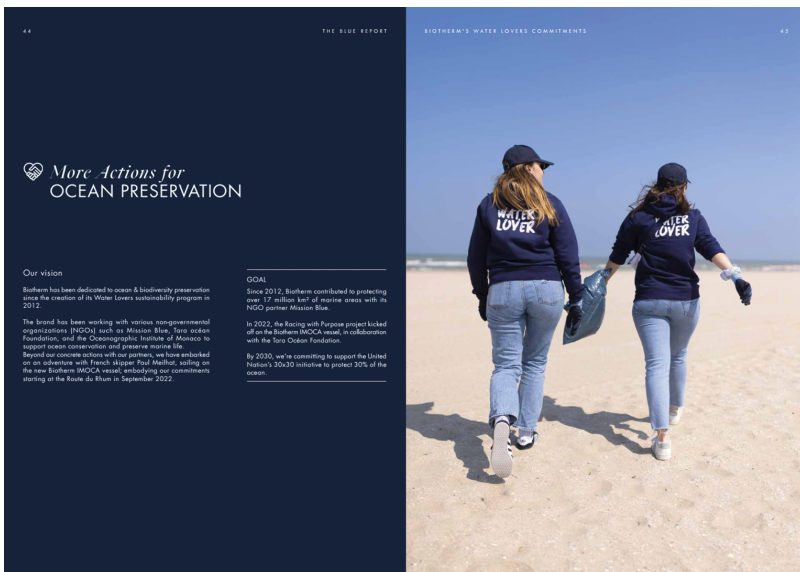 44
THE BLUE REPORT
More Actions for
OCEAN PRESERVATION
Our vision
Biotherm has been dedicated to ocean & biodiversity preservation
since the creation of its Water Lovers sustainability program in
2012.
The brand has been working with various non-governmental
organizations (NGOs) such as Mission Blue, Tara océan
Foundation, and the Oceanographic Institute of Monaco to
support ocean conservation and preserve marine life.
Beyond our concrete actions with our partners, we have embarked
on an adventure with French skipper Paul Meilhat, sailing on
the new Biotherm IMOCA vessel; embodying our commitments
starting at the Route du Rhum in September 2022.
GOAL
Since 2012, Biotherm contributed to protecting
over 17 million km² of marine areas with its
NGO partner Mission Blue.
In 2022, the Racing with Purpose project kicked
off on the Biotherm IMOCA vessel, in collaboration
with the Tara Océan Fondation.
By 2030, we're committing to support the United
Nation's 30x30 initiative to protect 30% of the
ocean.
BIOTHERM'S WATER LOVERS COMMITMENTS
45
WATER
LOVER
WATER
LOVER